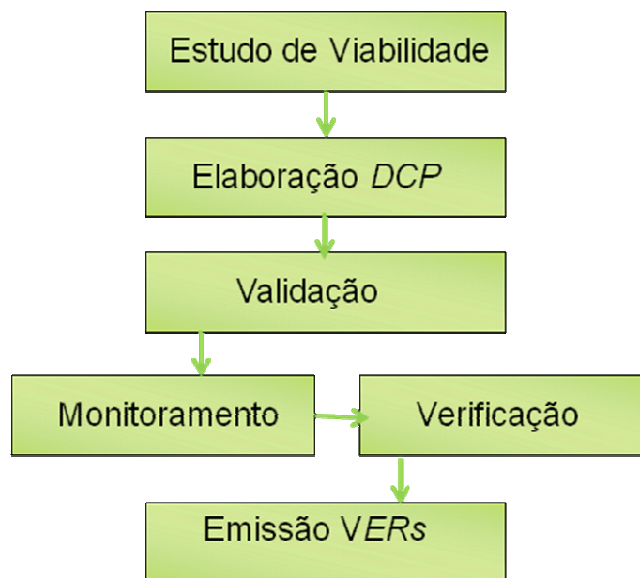 Estudo de Viabilidade
Elaboração DCP
Validação
Monitoramento
Verificação
Emissão VERs